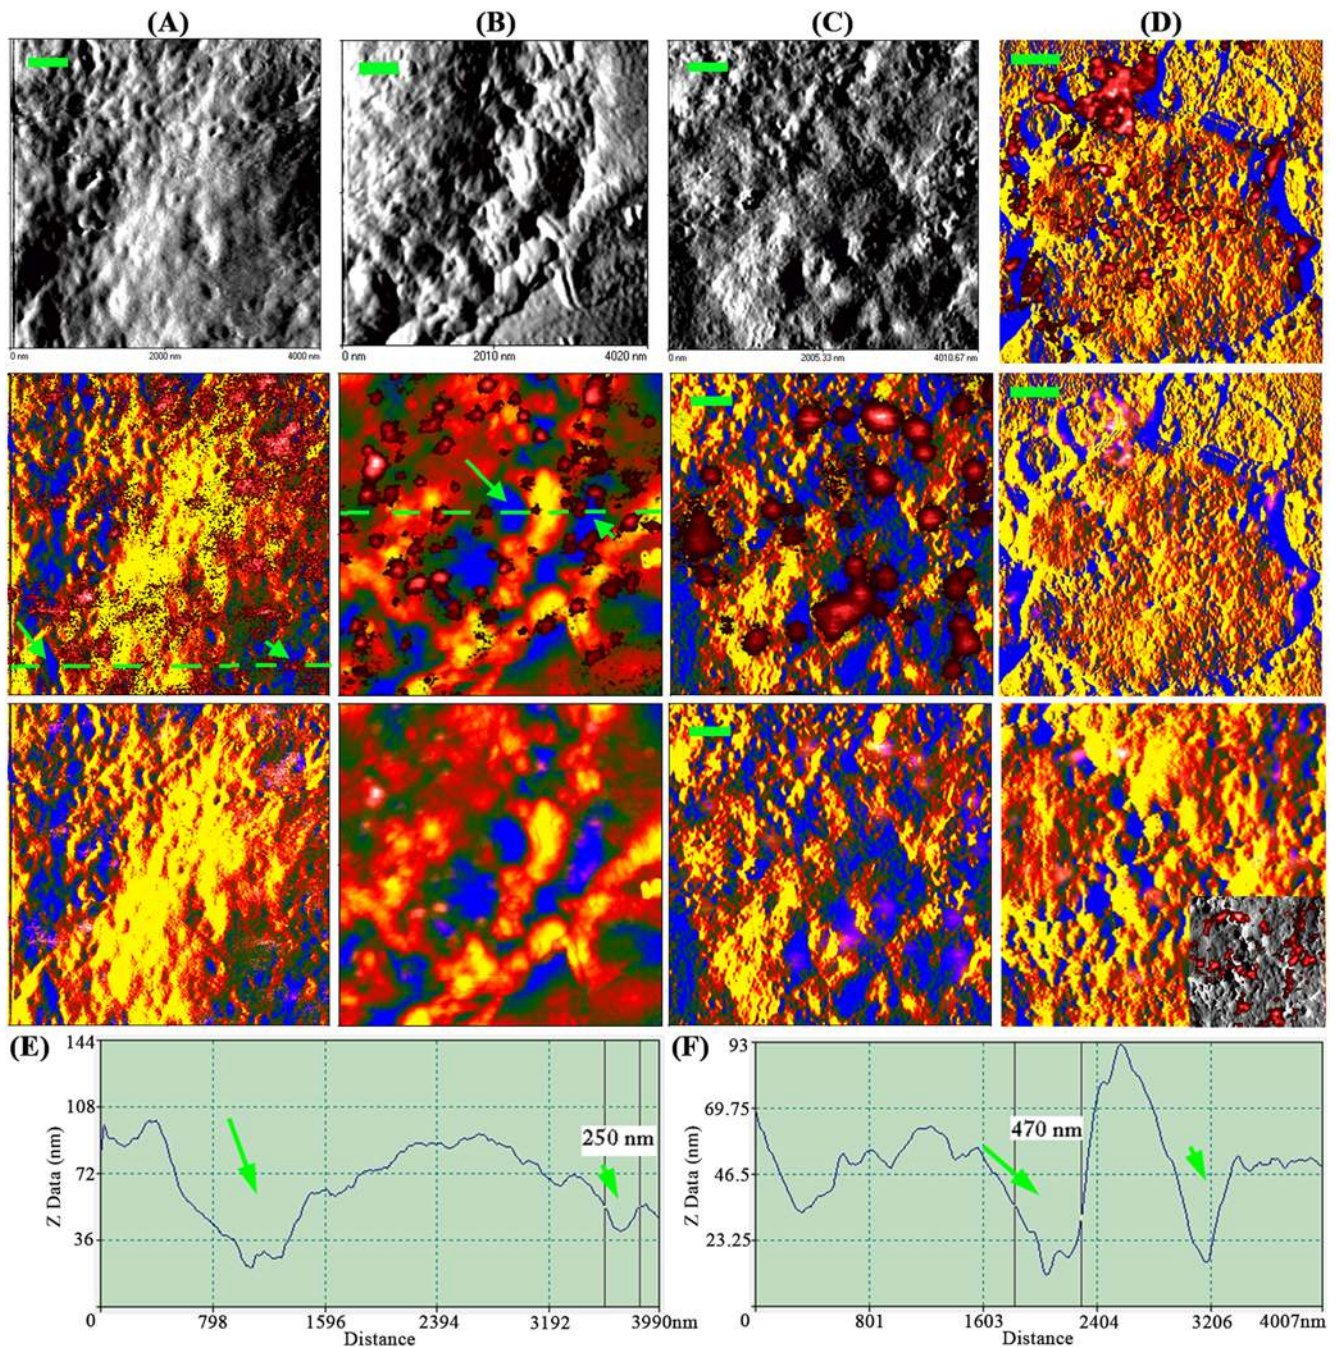 (A) (B) (C) (D)
0 nm 2000 nm 4000 nm
0 nm 2010 nm 4020 nm
0 nm 2005.33 nm 4010.67 nm
(E)
144
108
72
36
0
Z Data (nm)
250 nm
798 1596 2394 3192 3990nm
Distance
(F)
93
69.75
46.5
23.25
0
Z Data (nm)
470 nm
801 1603 2404 3206 4007nm
Distance